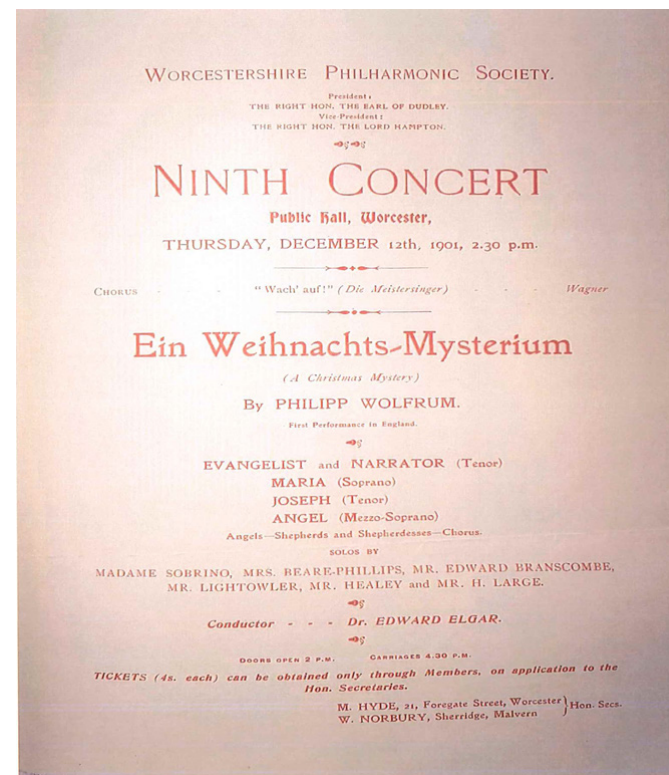 WORCESTERSHIRE PHILHARMONIC SOCIETY.
President:
THE RIGHT HON. THE EARL OF DUDLEY.
Vice-President:
THE RIGHT HON. THE LORD HAMPTON.
NINTH CONCERT
Public Hall, Worcester,
THURSDAY, DECEMBER 12th, 1901, 2.30 p.m.
CHORUS - - - "Wach' auf!" (Die Meistersinger) - - - Wagner
Ein Weihnachts-Mysterium
(A Christmas Mystery)
By PHILIPP WOLFRUM.
First Performance in England.
EVANGELIST and NARRATOR (Tenor)
MARIA (Soprano)
JOSEPH (Tenor)
ANGEL (Mezzo-Soprano)
Angels—Shepherds and Shepherdesses—Chorus.
SOLOS BY
MADAME SOBRINO, MRS. BEARE-PHILLIPS, MR. EDWARD BRANSCOMBE,
MR. LIGHTOWLER, MR. HEALEY and MR. H. LARGE.
Conductor - - - Dr. EDWARD ELGAR.
DOORS OPEN 2 P.M. CARRIAGES 4.30 P.M.
TICKETS (4s. each) can be obtained only through Members, on application to the
Hon. Secretaries.
M. HYDE, 21, Foregate Street, Worcester } Hon. Secs.
W. NORBURY, Sherridge, Malvern